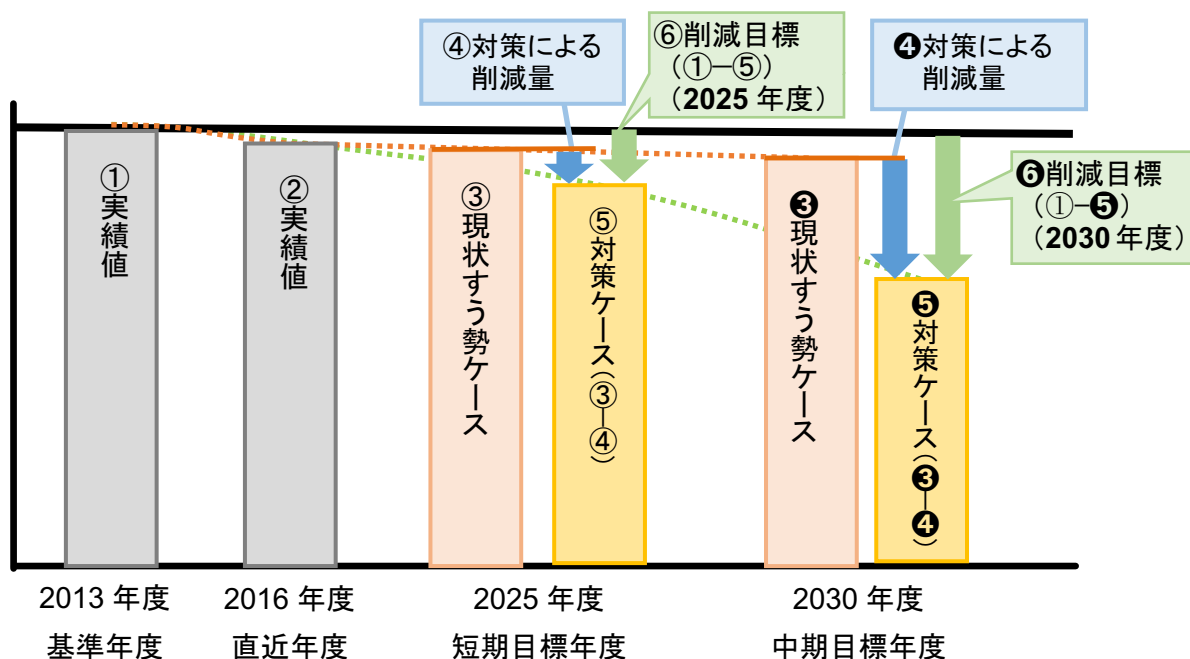 ④対策による
削減量
⑥削減目標
(①−⑤)
(2025 年度)
❹対策による
削減量
❻削減目標
(①−❺)
(2030 年度)
①実績値
②実績値
③現状すう勢ケース
⑤対策ケース(③−④)
❸現状すう勢ケース
❺対策ケース(❸−❹)
2013 年度
基準年度
2016 年度
直近年度
2025 年度
短期目標年度
2030 年度
中期目標年度